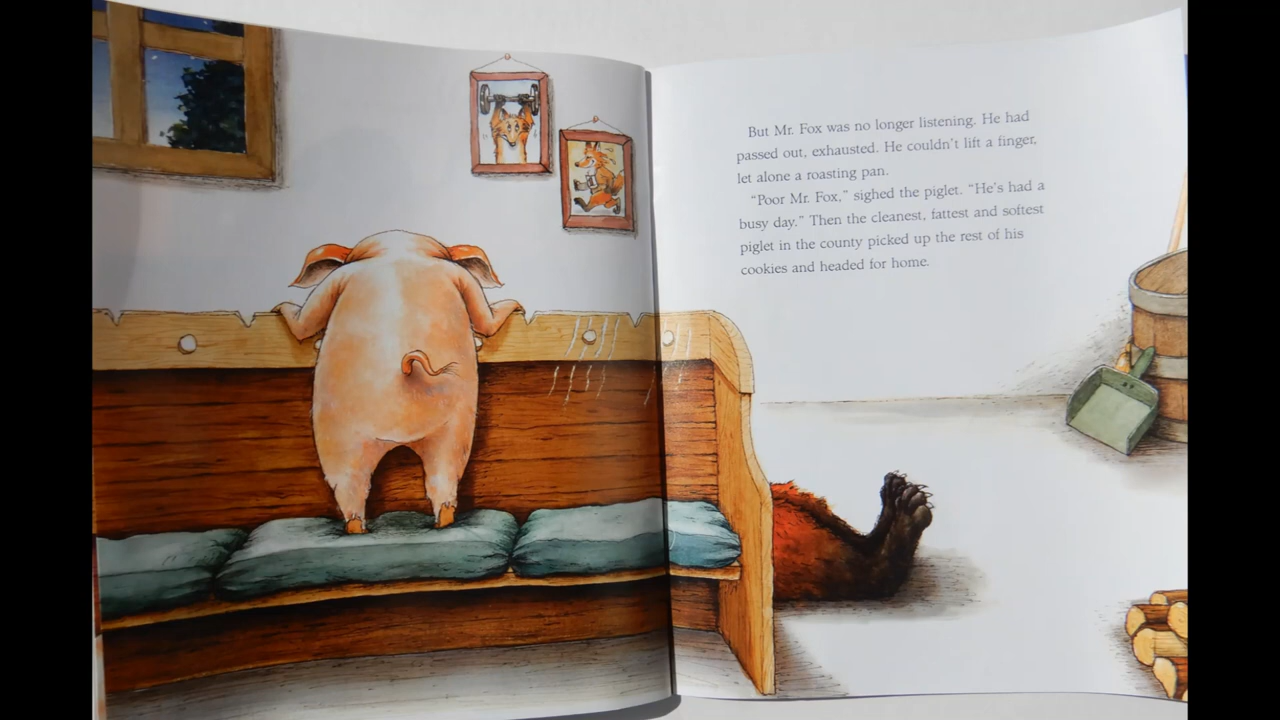 But Mr. Fox was no longer listening. He had
passed out, exhausted. He couldn't lift a finger,
let alone a roasting pan.
"Poor Mr. Fox," sighed the piglet. "He's had a
busy day." Then the cleanest, fattest and softest
piglet in the county picked up the rest of his
cookies and headed for home.